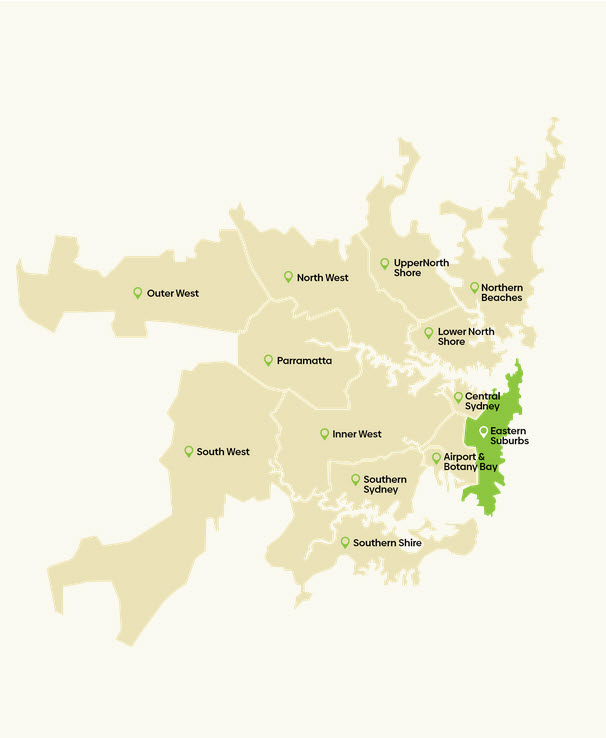 UpperNorth
Shore
North West
Northern
Beaches
Outer West
Lower North
Shore
Parramatta
Central
Sydney
Eastern
Suburbs
Inner West
South West
Airport &
Botany Bay
Southern
Sydney
Southern Shire